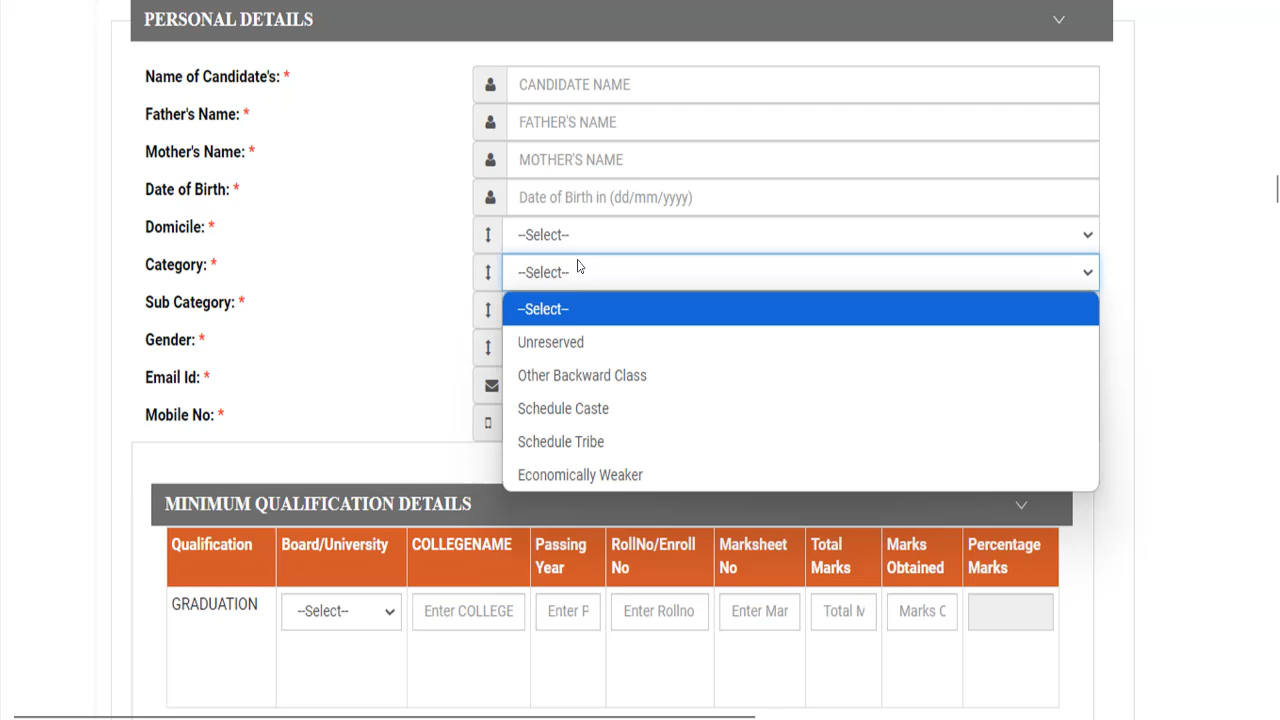 PERSONAL DETAILS
Name of Candidate's: *
CANDIDATE NAME
Father's Name: *
FATHER'S NAME
Mother's Name: *
MOTHER'S NAME
Date of Birth: *
Date of Birth in (dd/mm/yyyy)
Domicile: *
--Select--
Category: *
--Select--
Sub Category: *
Gender: *
Email Id: *
Mobile No: *
--Select--
Unreserved
Other Backward Class
Schedule Caste
Schedule Tribe
Economically Weaker
MINIMUM QUALIFICATION DETAILS
Qualification
Board/University
COLLEGENAME
Passing
Year
RollNo/Enroll
No
Marksheet
No
Total
Marks
Marks
Obtained
Percentage
Marks
GRADUATION
--Select--
Enter COLLEGE
Enter P
Enter Rollno
Enter Mar
Total M
Marks C